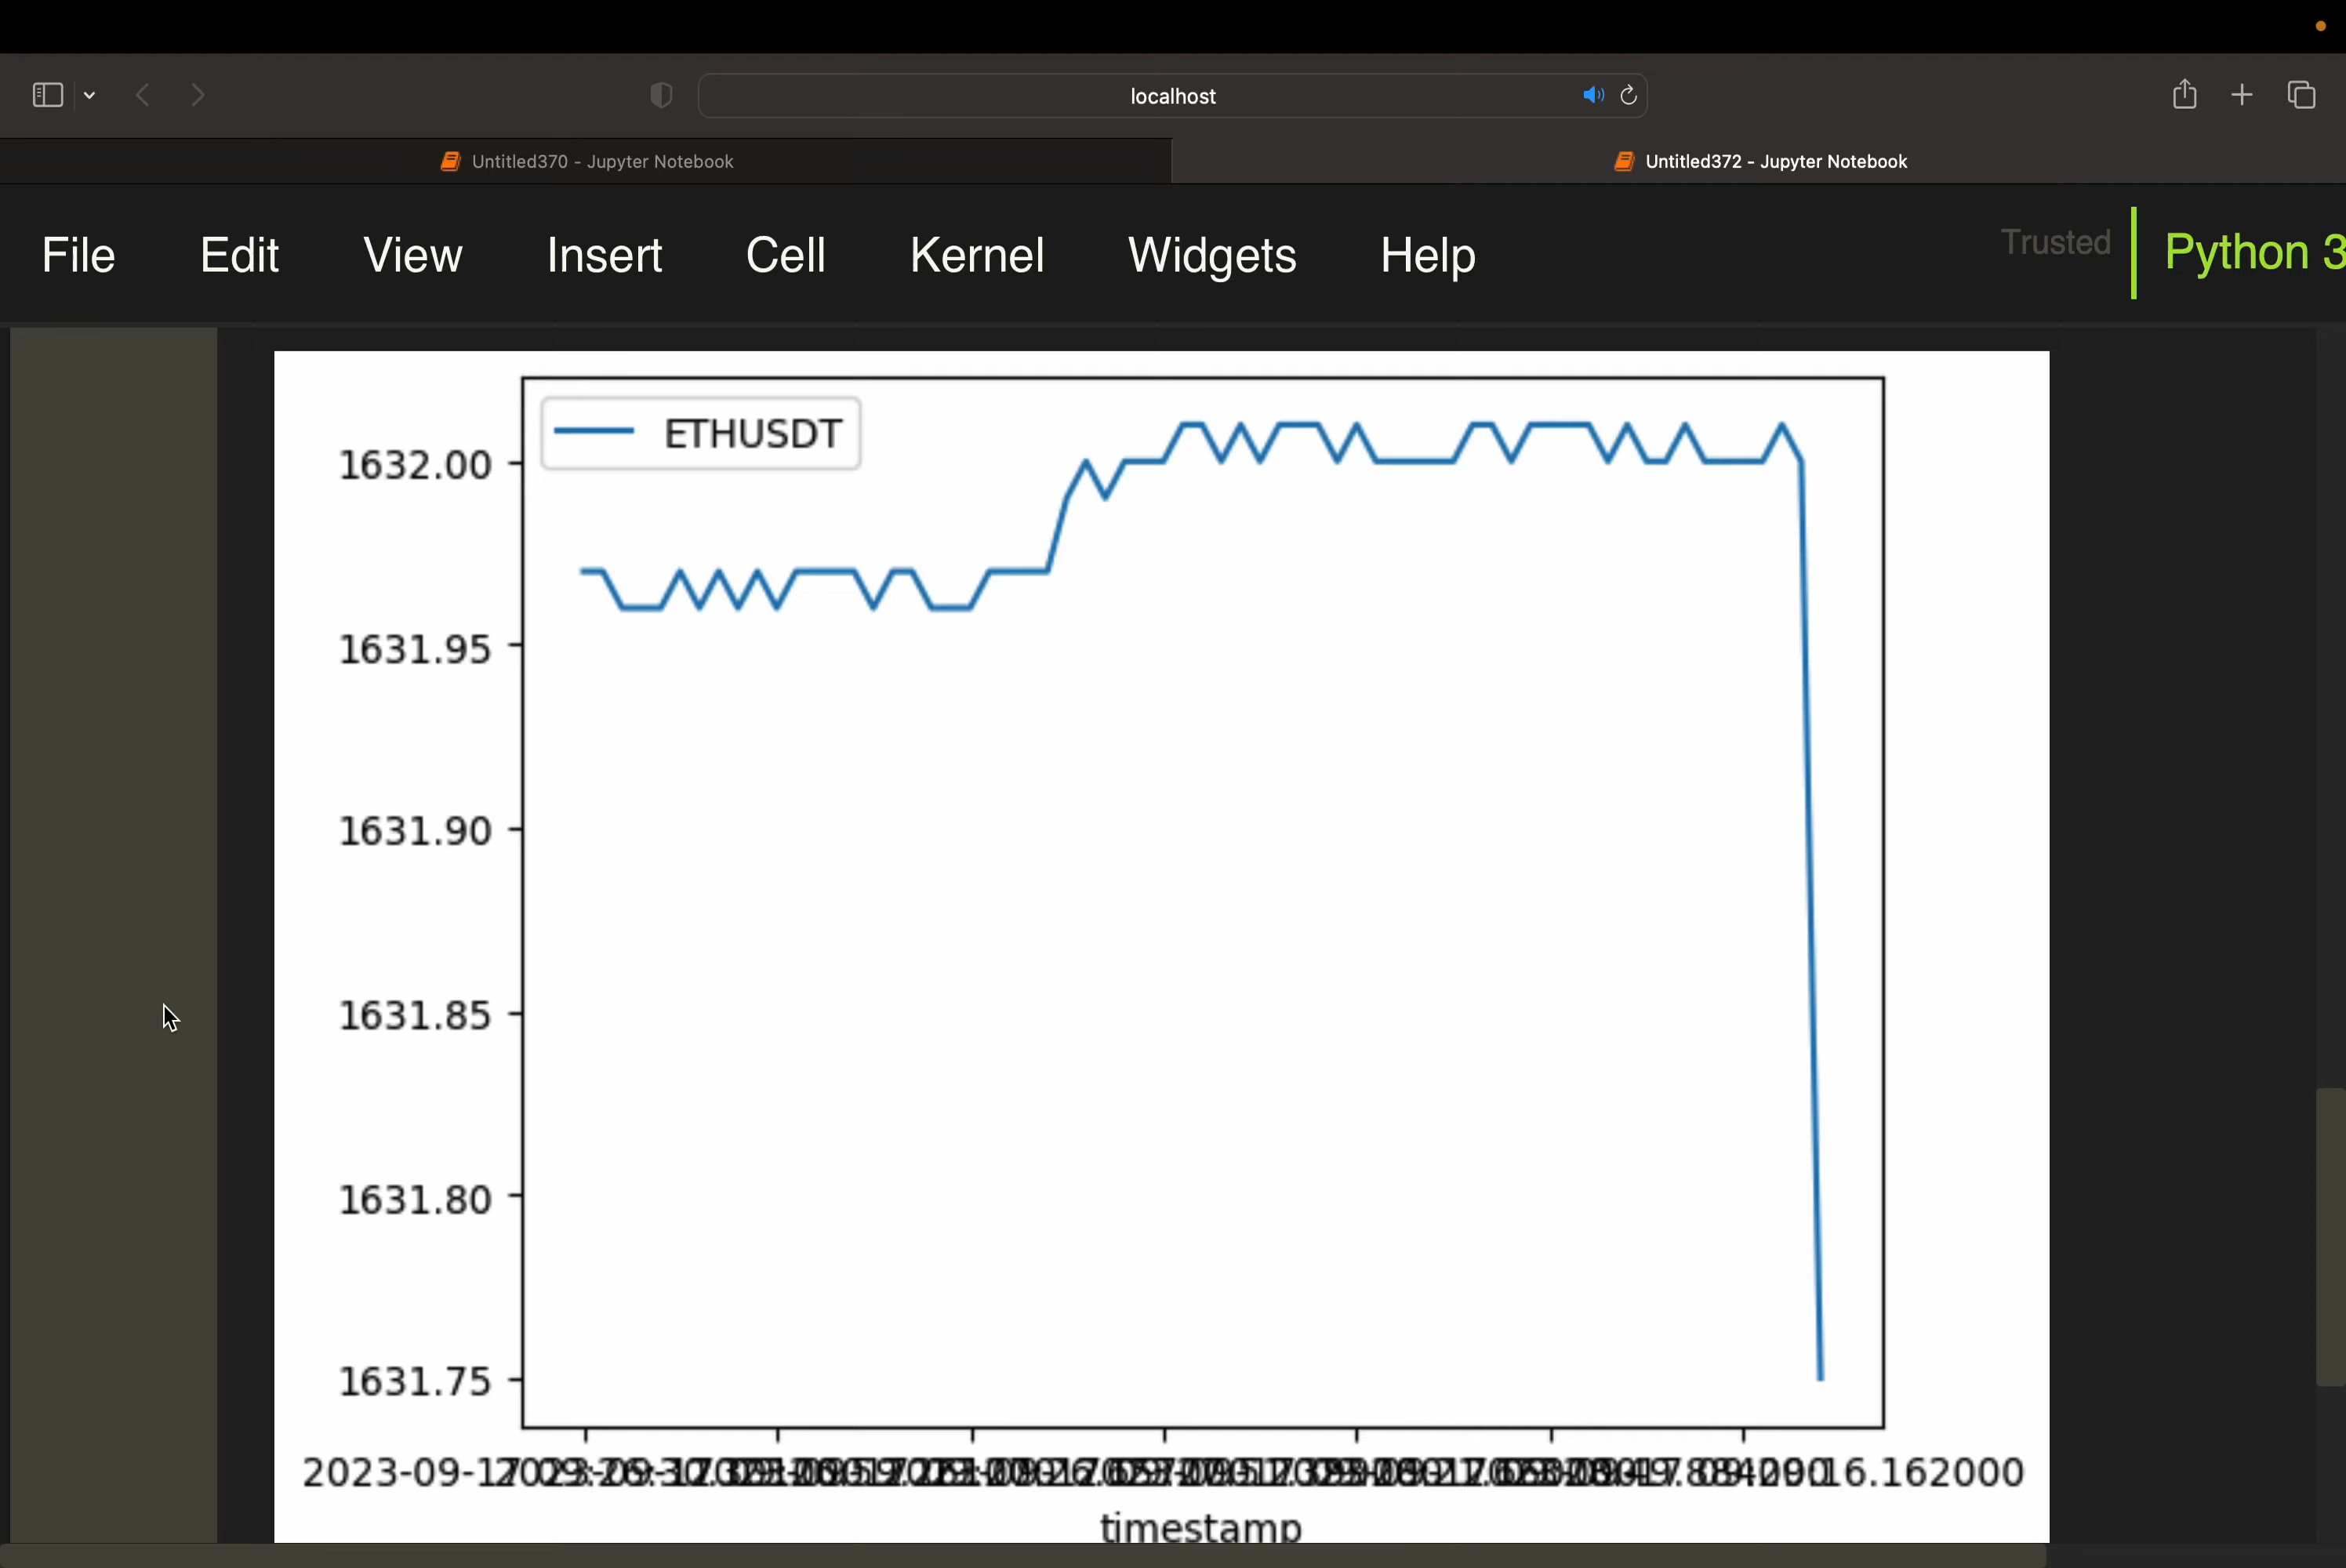 localhost
Untitled370 - Jupyter Notebook
Untitled372 - Jupyter Notebook
File Edit View Insert Cell Kernel Widgets Help Trusted Python 3
ETHUSDT
1632.00
1631.95
1631.90
1631.85
1631.80
1631.75
timestamp